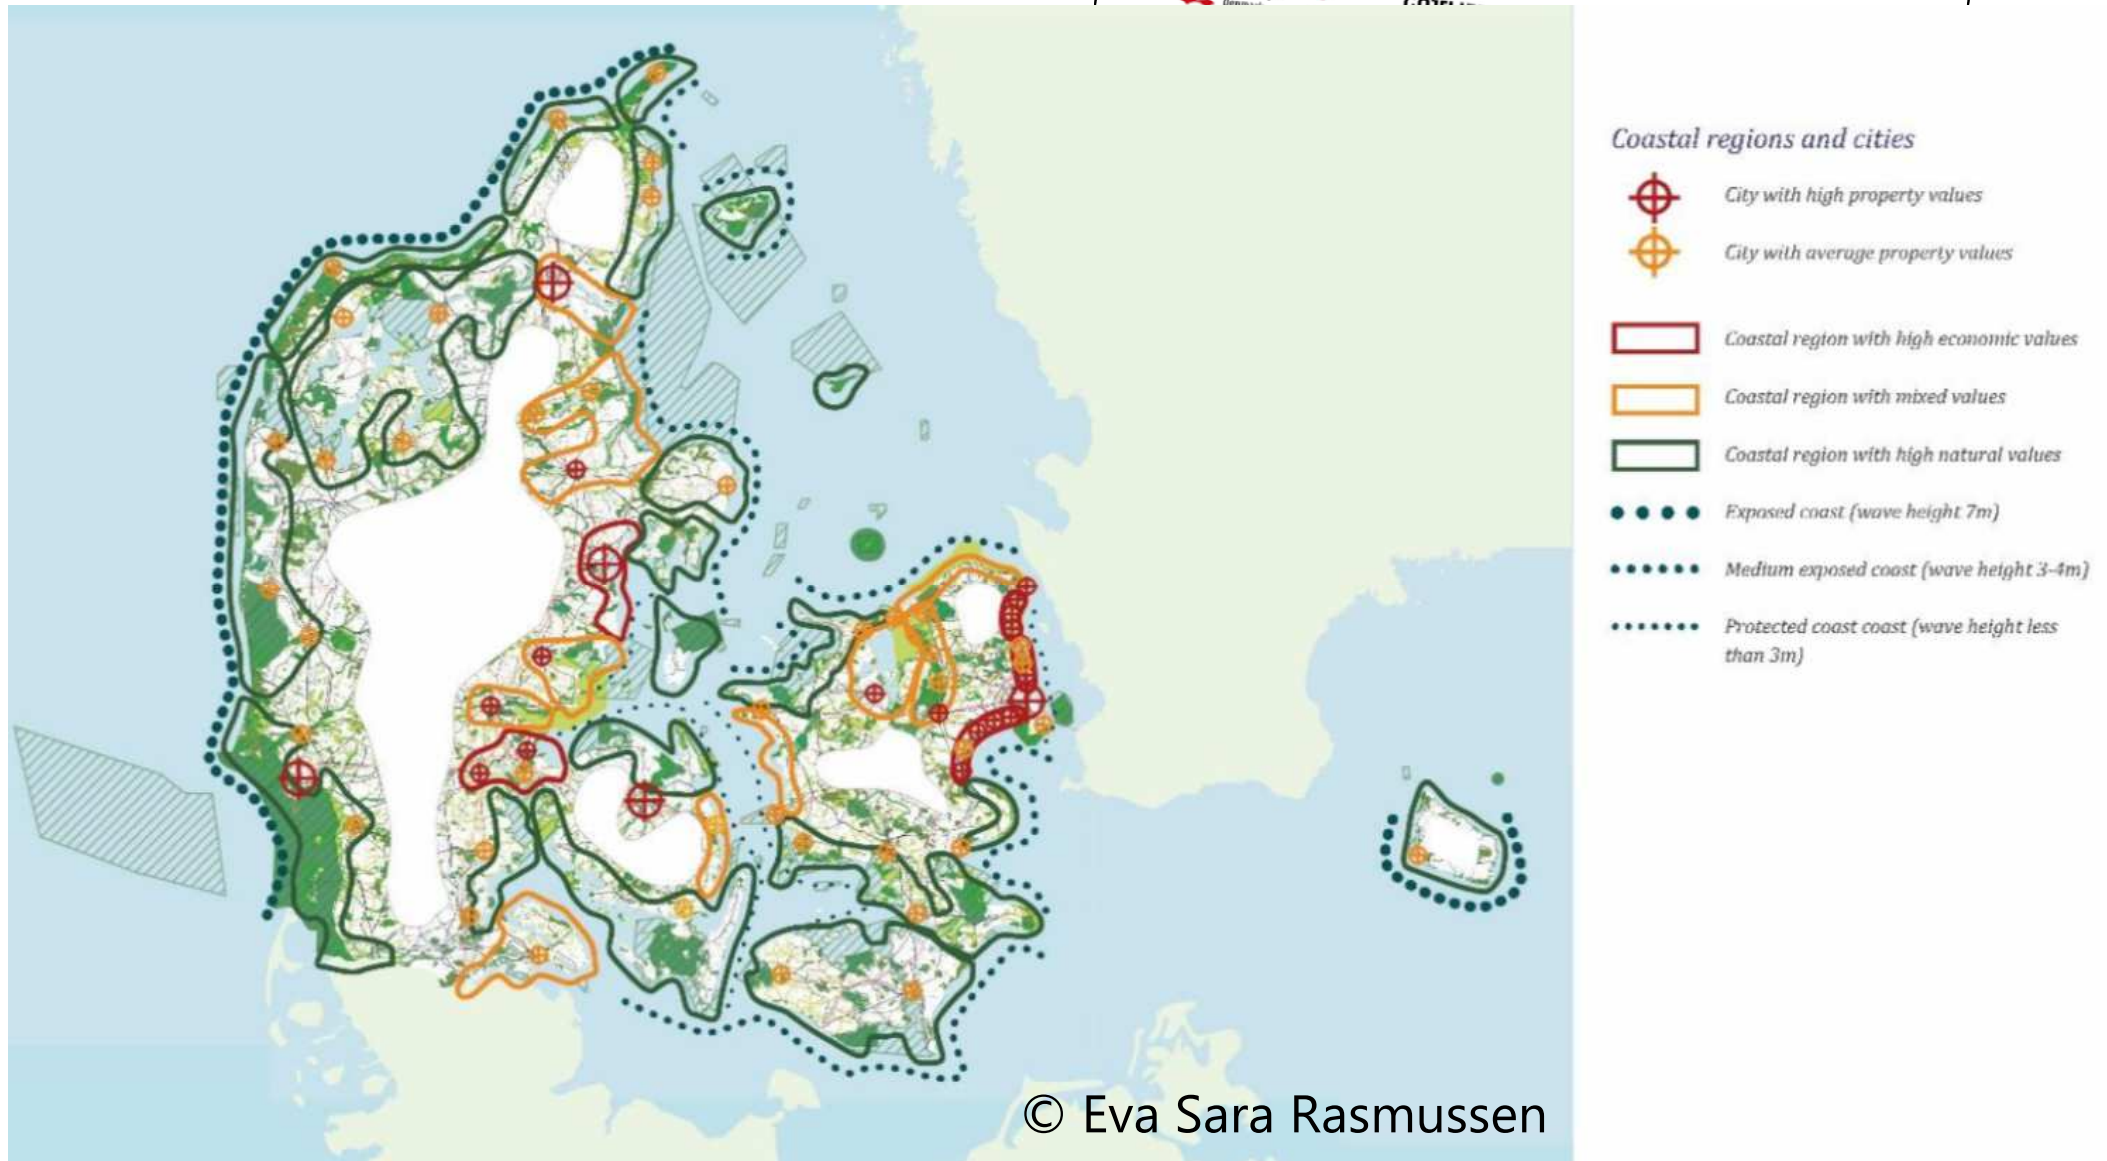 Coastal regions and cities
City with high property values
City with average property values
Coastal region with high economic values
Coastal region with mixed values
Coastal region with high natural values
Exposed coast (wave height 7m)
Medium exposed coast (wave height 3-4m)
Protected coast coast (wave height less
than 3m)
© Eva Sara Rasmussen